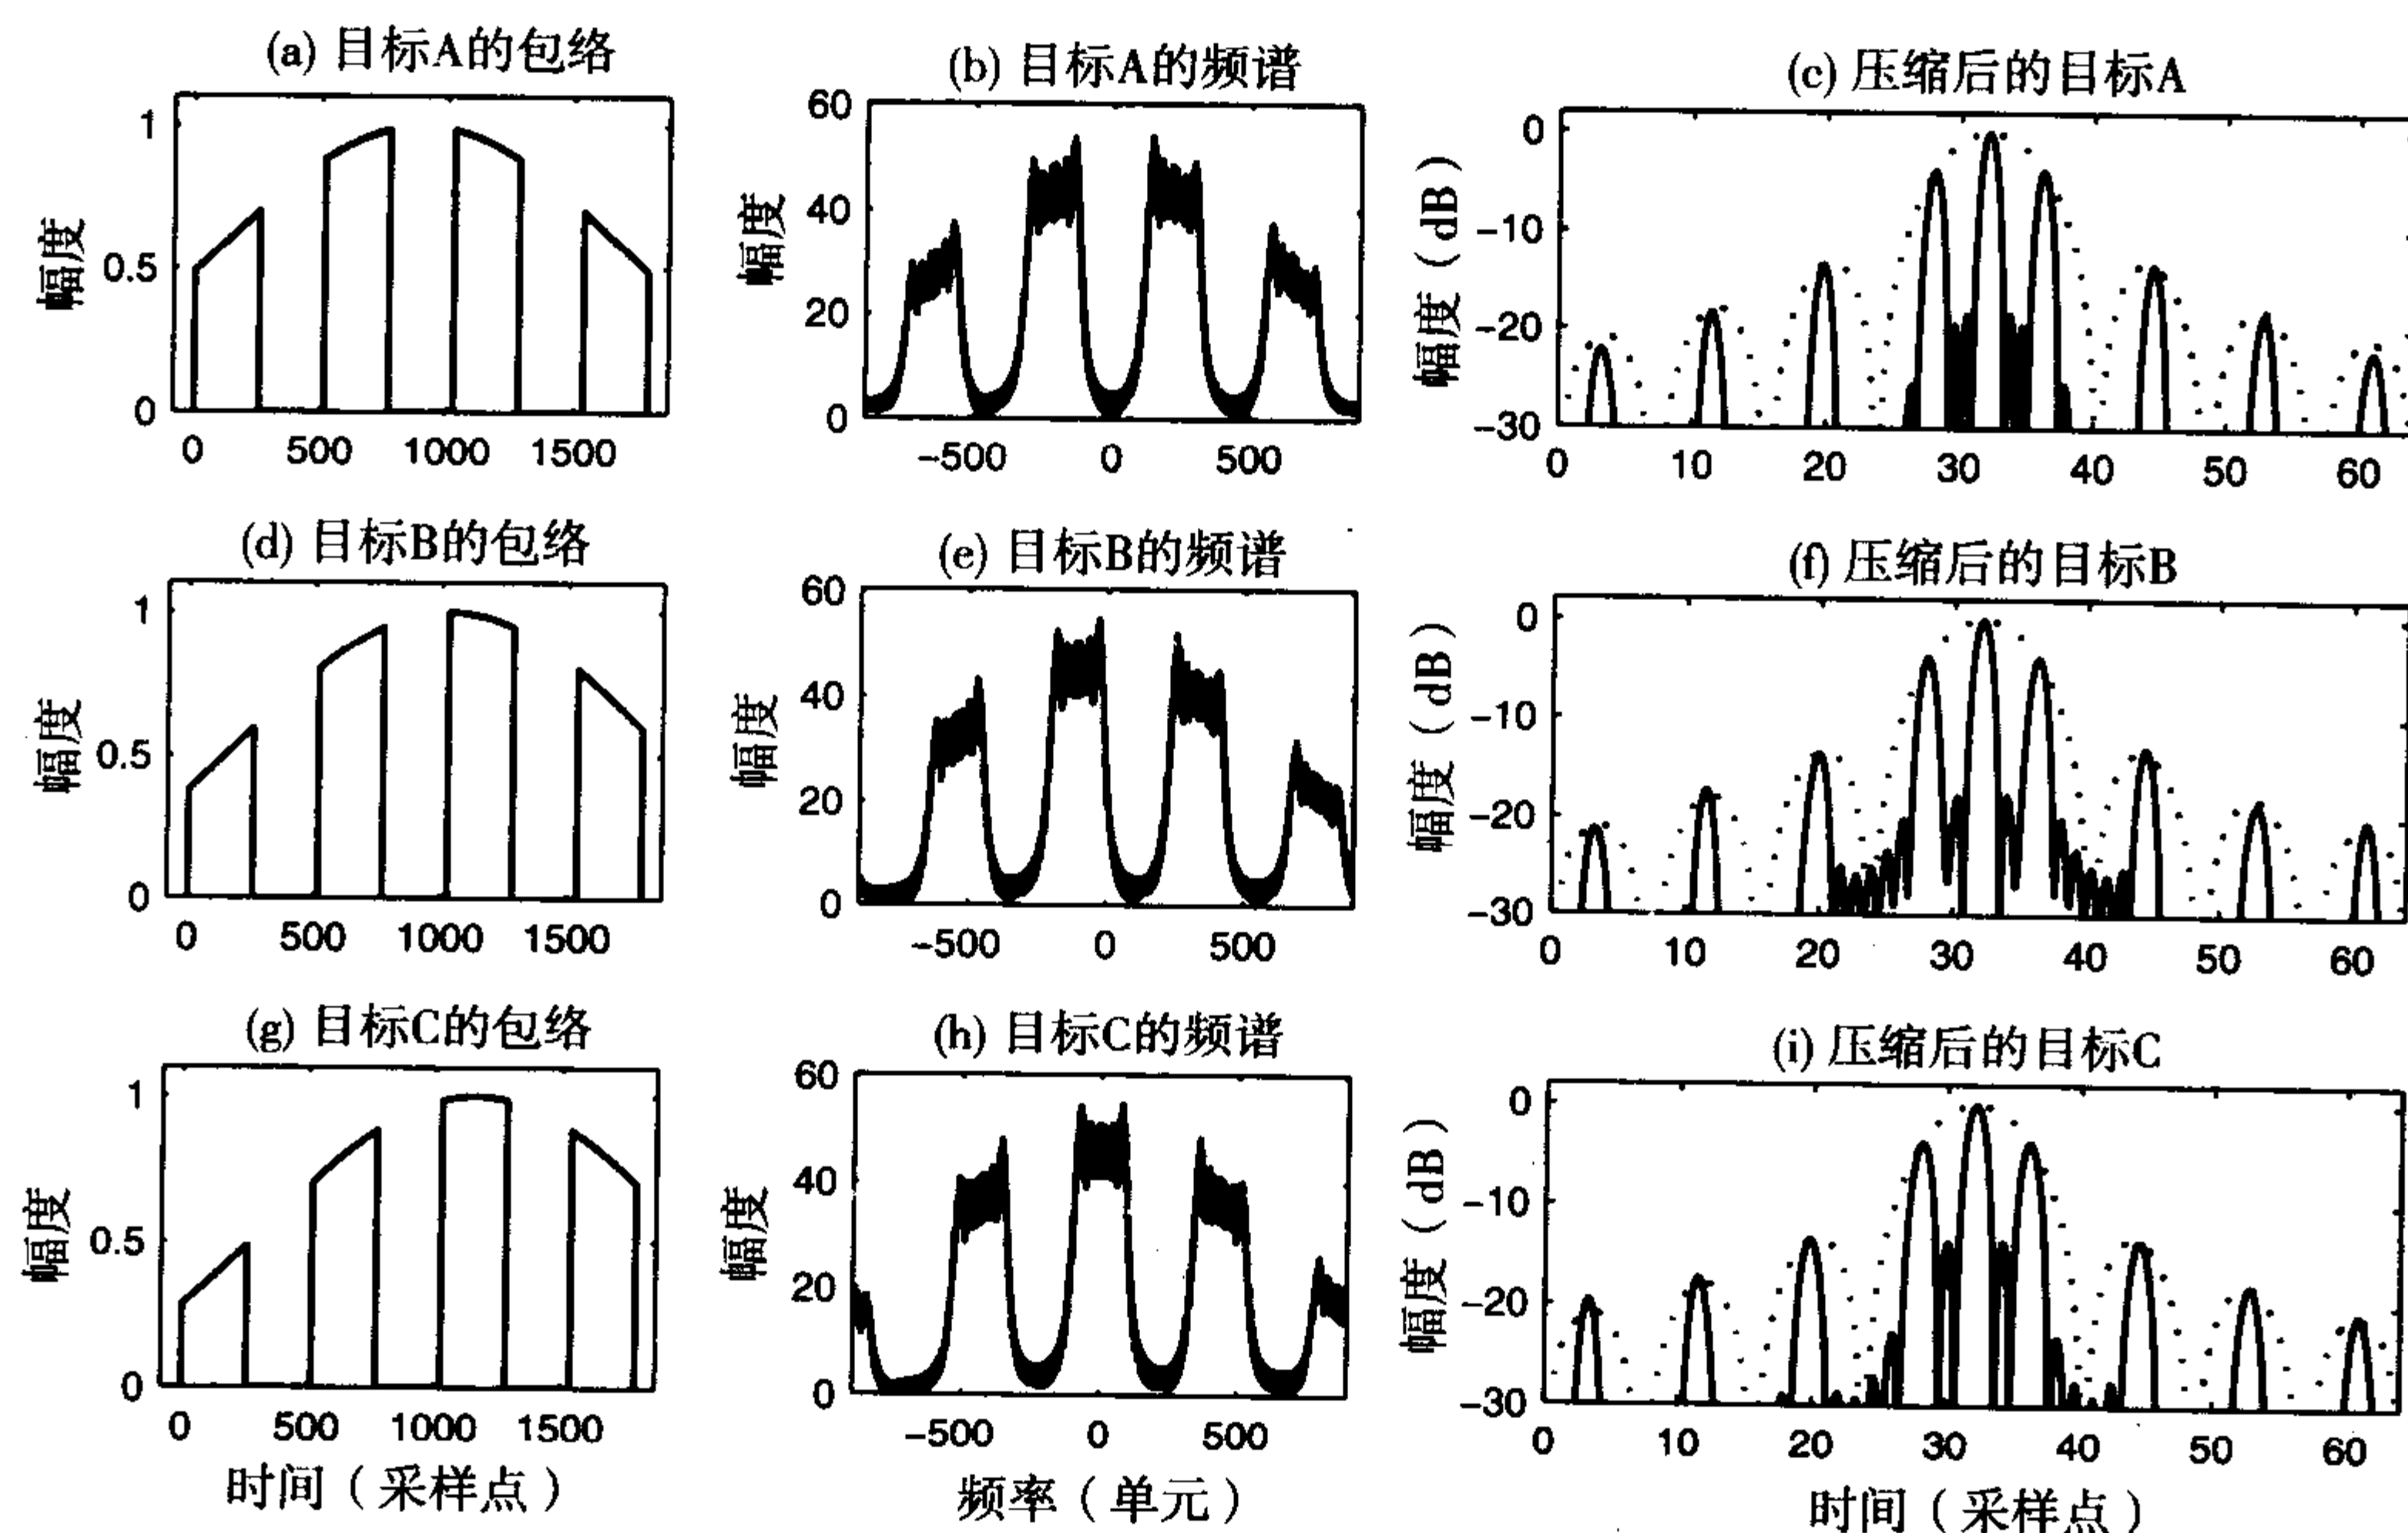 (a) 目标A的包络
(b) 目标A的频谱
(c) 压缩后的目标A
幅度
1
0.5
0
0 500 1000 1500
幅度
60
40
20
0
-500 0 500
幅度（dB）
0
-10
-20
-30
0 10 20 30 40 50 60
(d) 目标B的包络
(e) 目标B的频谱
(f) 压缩后的目标B
幅度
1
0.5
0
0 500 1000 1500
幅度
60
40
20
0
-500 0 500
幅度（dB）
0
-10
-20
-30
0 10 20 30 40 50 60
(g) 目标C的包络
(h) 目标C的频谱
(i) 压缩后的目标C
幅度
1
0.5
0
0 500 1000 1500
时间（采样点）
幅度
60
40
20
0
-500 0 500
频率（单元）
幅度（dB）
0
-10
-20
-30
0 10 20 30 40 50 60
时间（采样点）